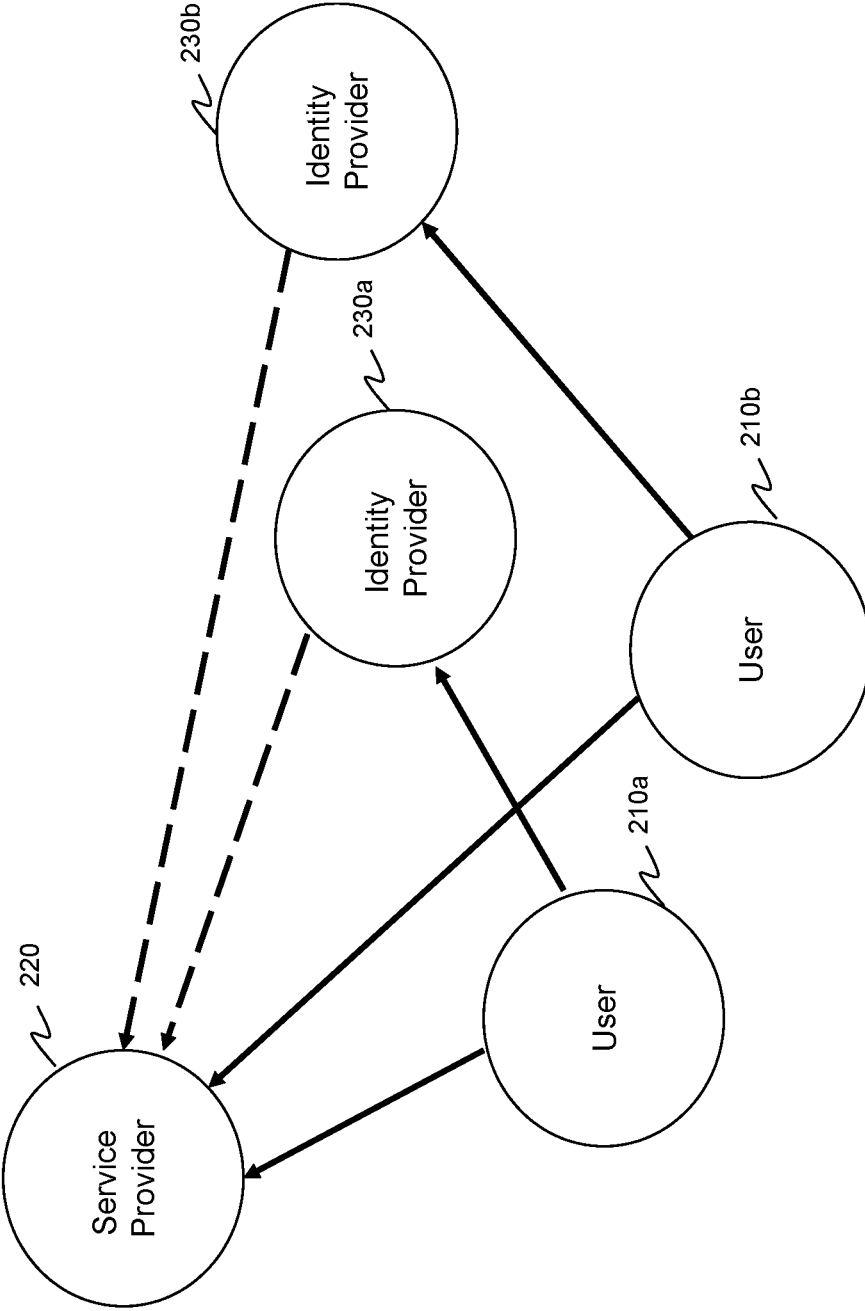 220
Service
Provider
230b
Identity
Provider
230a
Identity
Provider
User
210a
User
210b